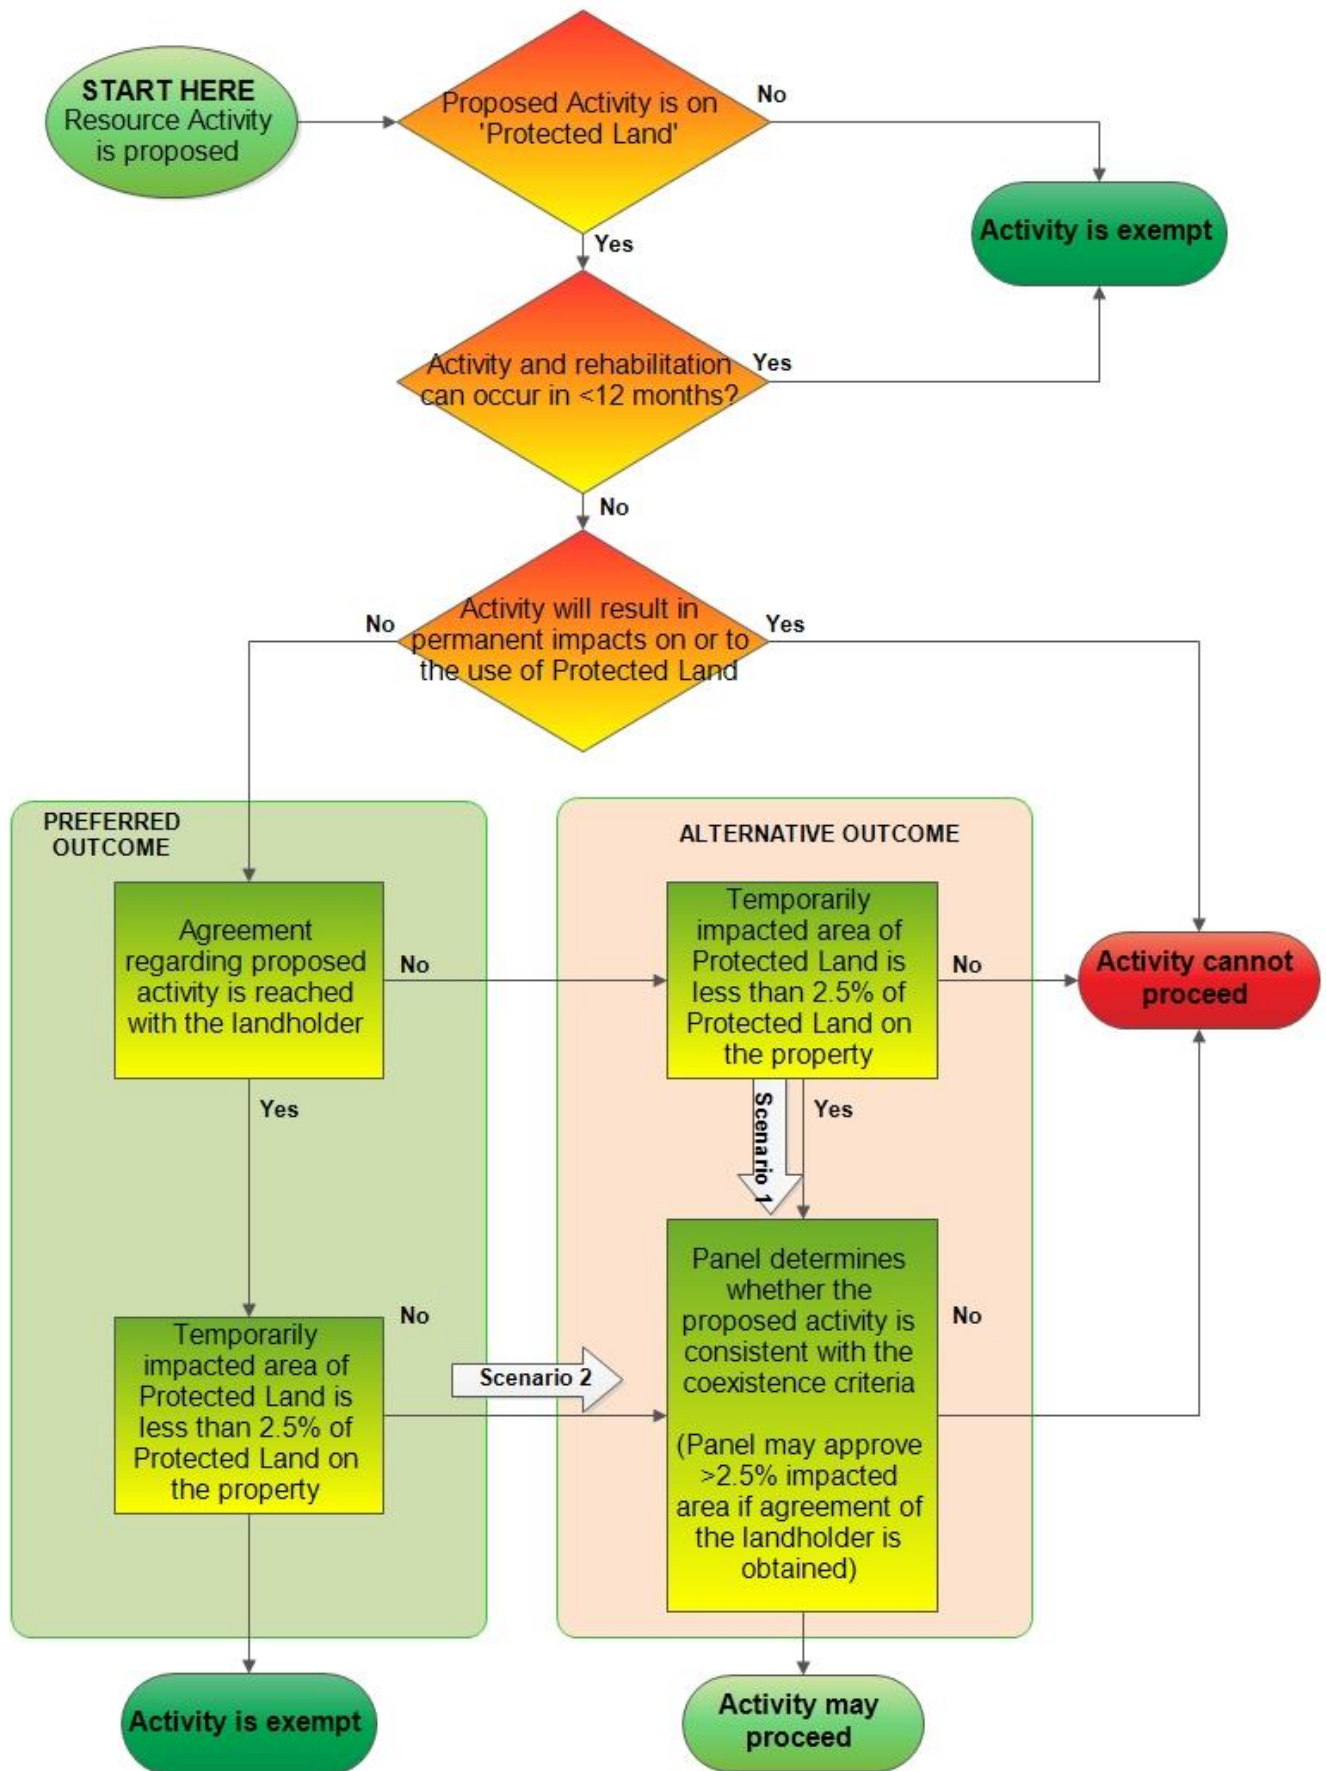 START HERE
Resource Activity
is proposed
Proposed Activity is on
'Protected Land'
No
Activity is exempt
Yes
Activity and rehabilitation
can occur in <12 months?
Yes
No
Activity will result in
permanent impacts on or to
the use of Protected Land
No
Yes
PREFERRED
OUTCOME
ALTERNATIVE OUTCOME
Agreement
regarding proposed
activity is reached
with the landholder
No
Temporarily
impacted area of
Protected Land is
less than 2.5% of
Protected Land on
the property
No
Activity cannot
proceed
Yes
Scenario 1
Yes
Temporarily
impacted area of
Protected Land is
less than 2.5% of
Protected Land on
the property
No
Scenario 2
Panel determines
whether the
proposed activity is
consistent with the
coexistence criteria
(Panel may approve
>2.5% impacted
area if agreement of
the landholder is
obtained)
No
Activity is exempt
Activity may
proceed